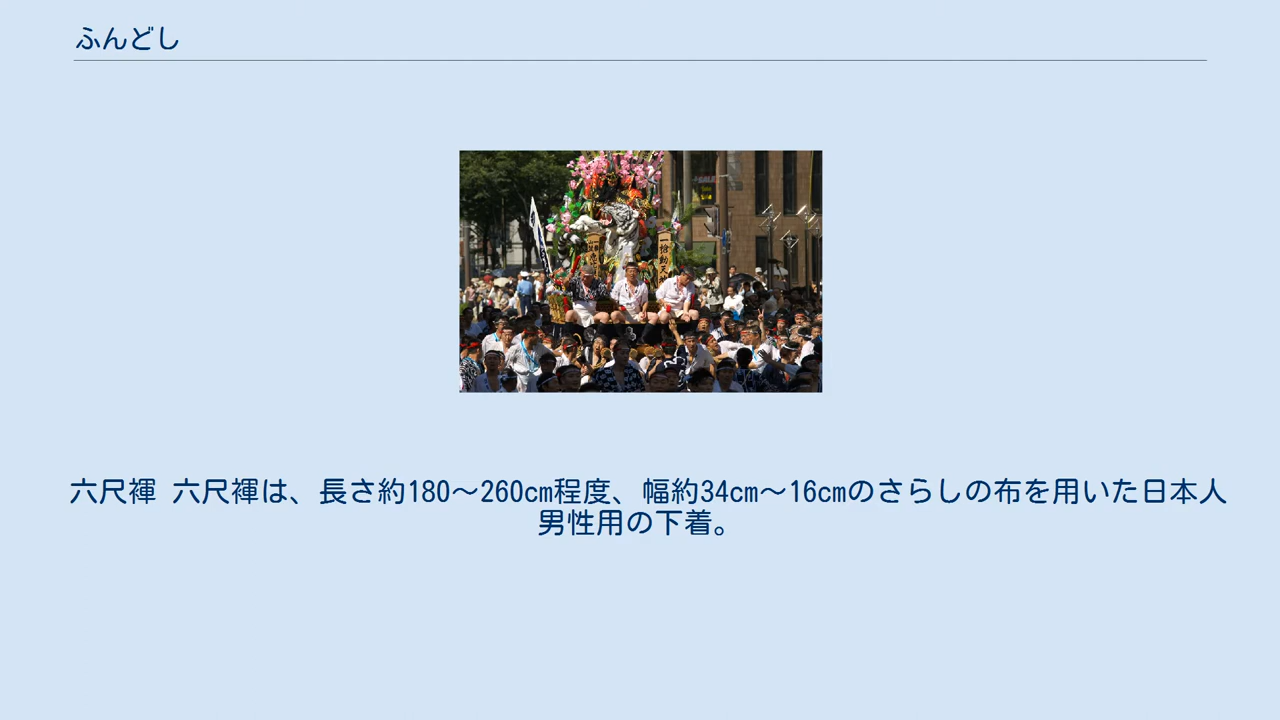 ふんどし
六尺褌 六尺褌は、長さ約180〜260cm程度、幅約34cm〜16cmのさらしの布を用いた日本人
男性用の下着。